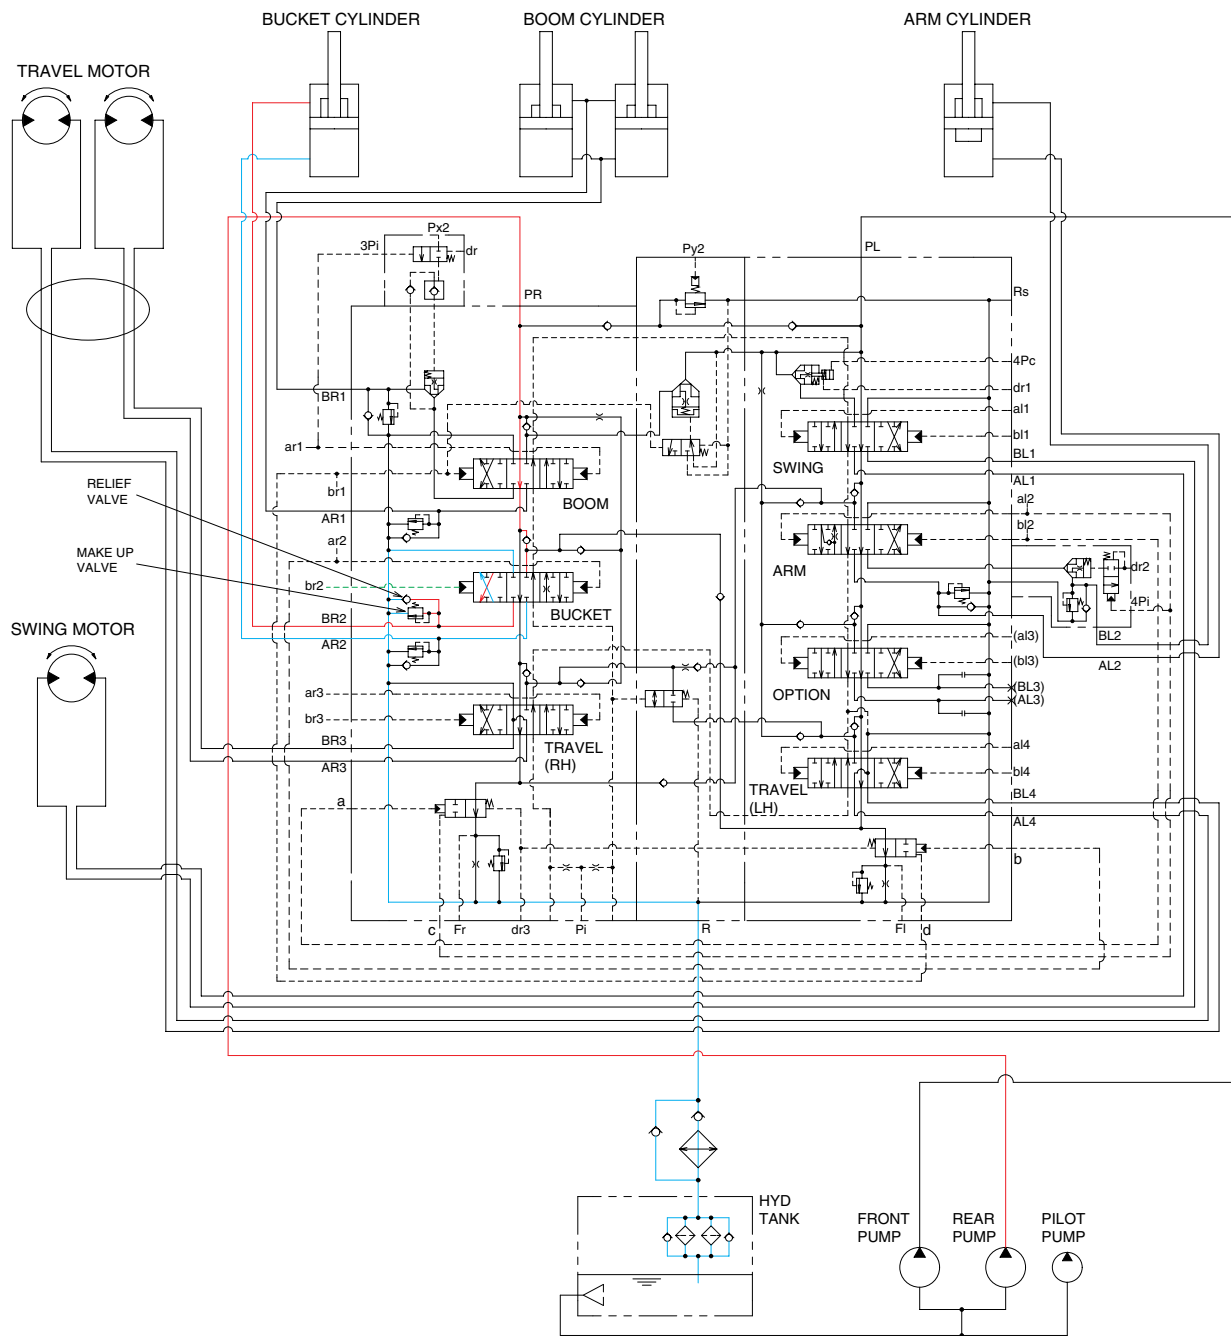 BUCKET CYLINDER
BOOM CYLINDER
ARM CYLINDER
TRAVEL MOTOR
Px2
3Pi
dr
Py2
PL
PR
Rs
4Pc
dr1
BR1
al1
bl1
ar1
SWING
BL1
AL1
RELIEF
VALVE
br1
BOOM
al2
AR1
bl2
MAKE UP
VALVE
ar2
ARM
dr2
br2
BUCKET
4Pi
BR2
SWING MOTOR
AR2
(al3)
BL2
(bl3)
AL2
ar3
OPTION
(BL3)
(AL3)
br3
BR3
TRAVEL
(RH)
AR3
al4
bl4
TRAVEL
(LH)
BL4
a
AL4
b
c
Fr
dr3
Pi
R
Fl
d
HYD
TANK
FRONT
PUMP
REAR
PUMP
PILOT
PUMP